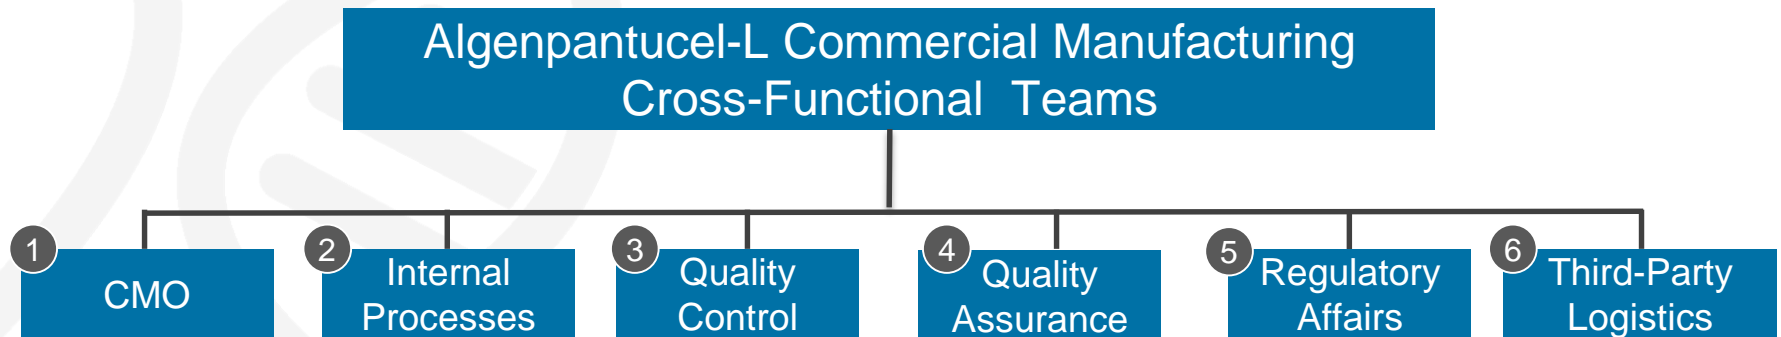 Algenpantucel-L Commercial Manufacturing
Cross-Functional Teams
1
CMO
2
Internal
Processes
3
Quality
Control
4
Quality
Assurance
5
Regulatory
Affairs
6
Third-Party
Logistics